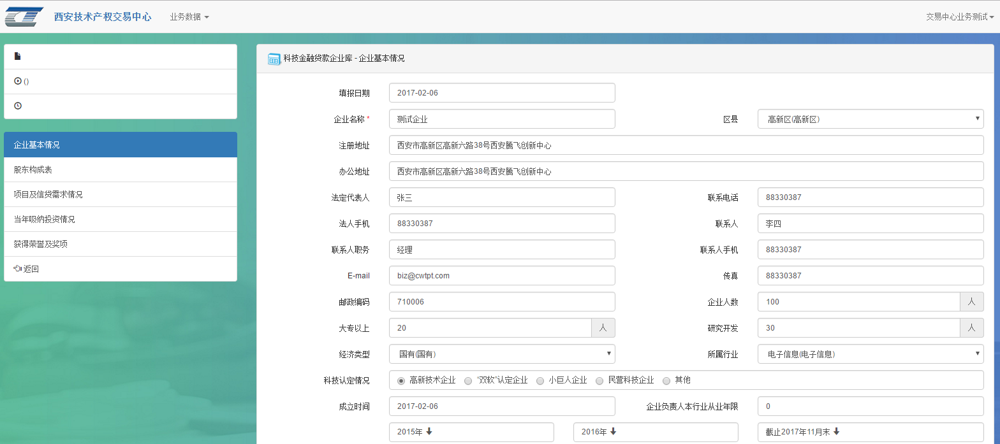 西安技术产权交易中心 业务数据 交易中心业务测试
()
企业基本情况
股东构成表
项目及信贷需求情况
当年吸纳投资情况
获得荣誉及奖项
返回
科技金融贷款企业库 - 企业基本情况
填报日期 2017-02-06
企业名称 * 测试企业 区县 高新区(高新区)
注册地址 西安市高新区高新六路38号西安腾飞创新中心
办公地址 西安市高新区高新六路38号西安腾飞创新中心
法定代表人 张三 联系电话 88330387
法人手机 88330387 联系人 李四
联系人职务 经理 联系人手机 88330387
E-mail biz@cwtpt.com 传真 88330387
邮政编码 710006 企业人数 100 人
大专以上 20 人 研究开发 30 人
经济类型 国有(国有) 所属行业 电子信息(电子信息)
科技认定情况 高新技术企业 “双软”认定企业 小巨人企业 民营科技企业 其他
成立时间 2017-02-06 企业负责人本行业从业年限 0
2015年 2016年 截止2017年11月末